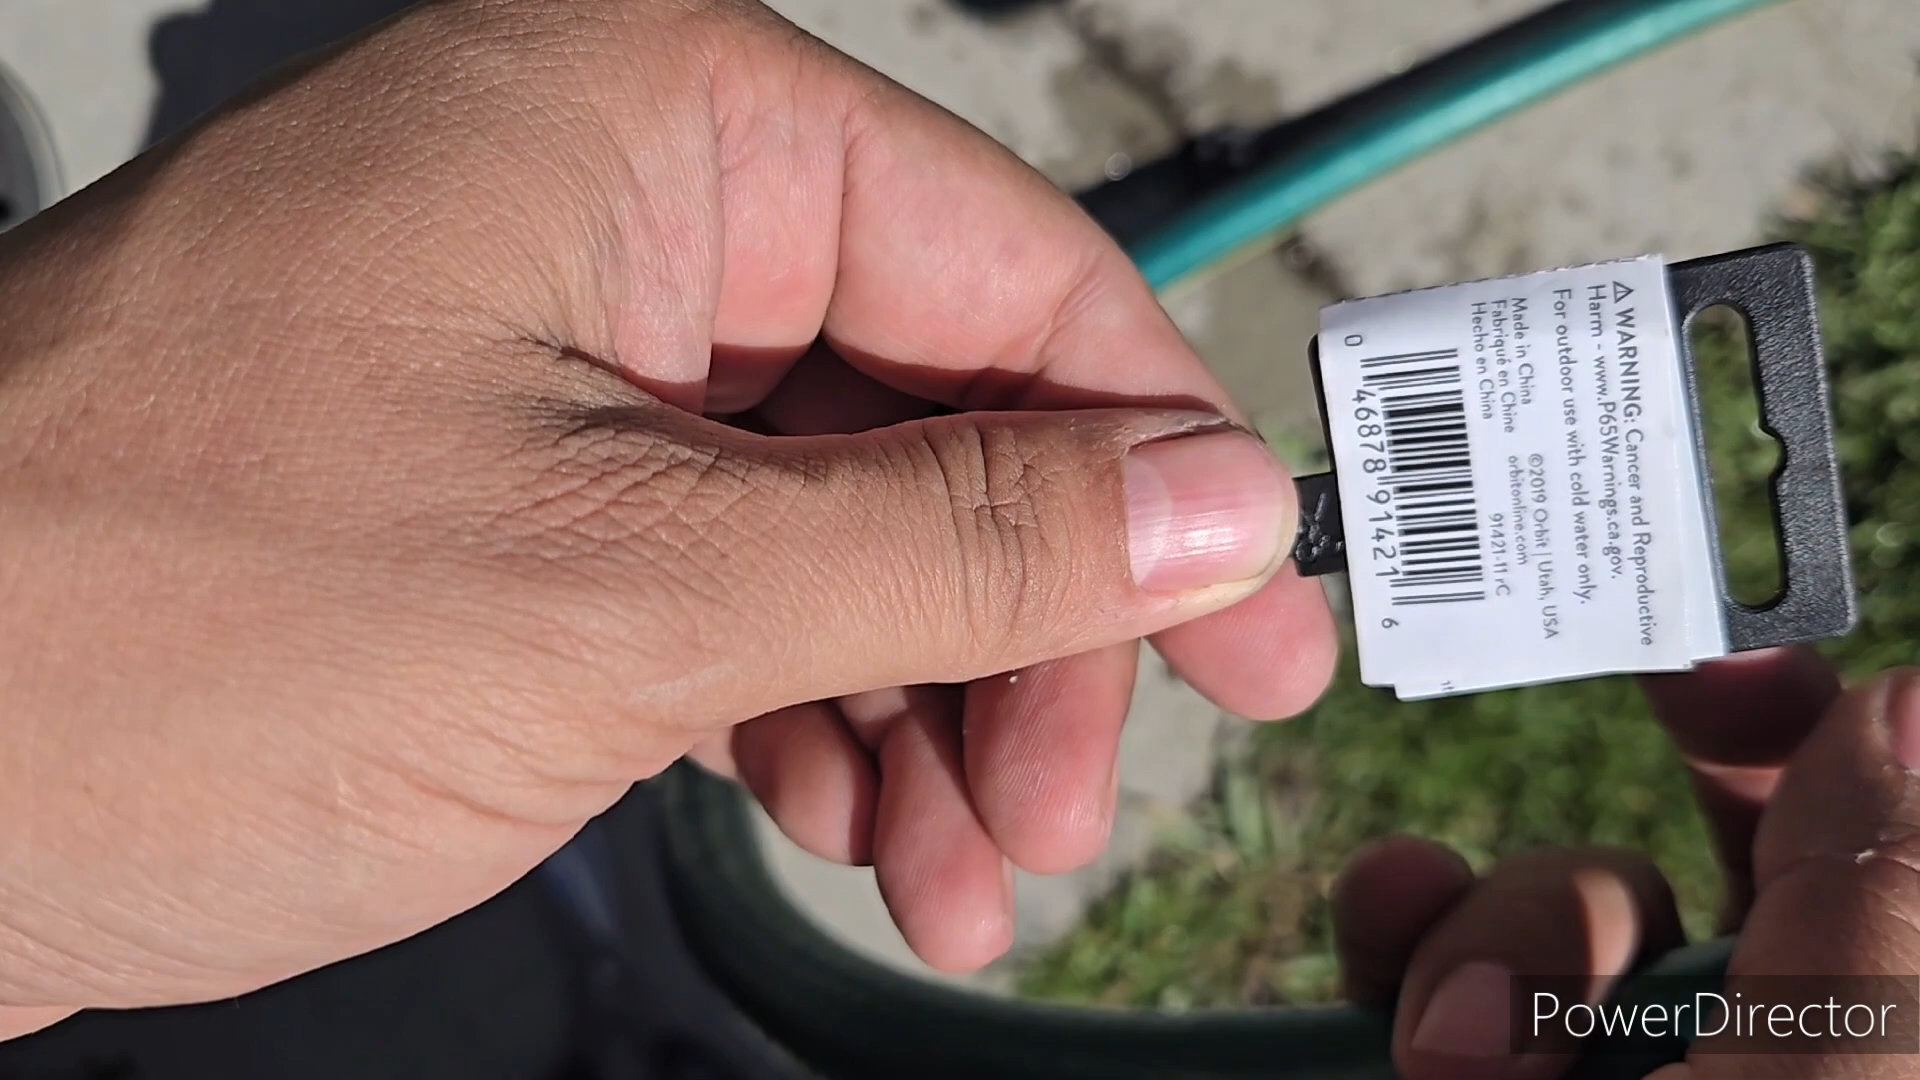 ⚠ WARNING: Cancer and Reproductive
Harm - www.P65Warnings.ca.gov.
For outdoor use with cold water only.
Made in China
Fabriqué en Chine
Hecho en China
©2019 Orbit | Utah, USA
orbitonline.com
91421-11 rC
0 46878 91421 6
PowerDirector